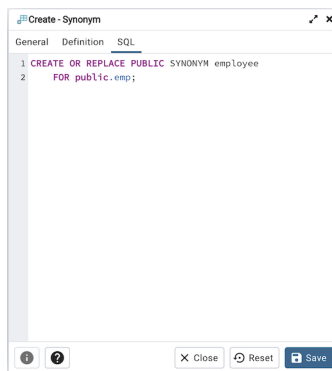 Create - Synonym
General Definition SQL
1 CREATE OR REPLACE PUBLIC SYNONYM employee
2 FOR public.emp;
Close Reset Save